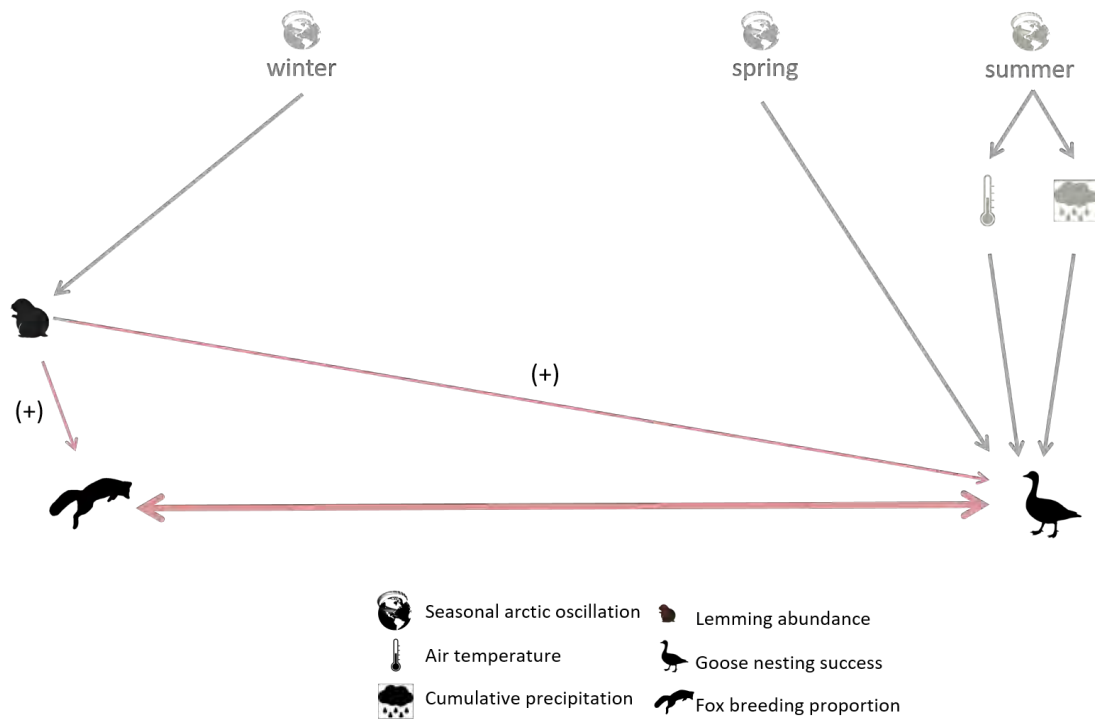 winter
spring
summer
(+)
(+)
Seasonal arctic oscillation
Lemming abundance
Air temperature
Goose nesting success
Cumulative precipitation
Fox breeding proportion